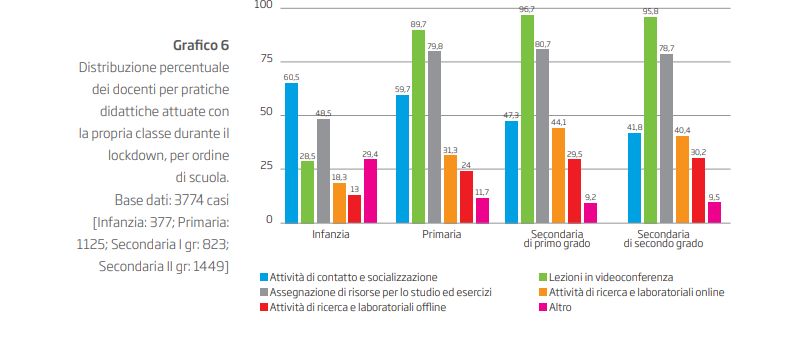 Grafico 6
Distribuzione percentuale
dei docenti per pratiche
didattiche attuate con
la propria classe durante il
lockdown, per ordine
di scuola.
Base dati: 3774 casi
[Infanzia: 377; Primaria:
1125; Secondaria I gr: 823;
Secondaria II gr: 1449]
100
75
50
25
0
60,5
28,5
48,5
18,3
13
29,4
59,7
89,7
79,8
31,3
24
11,7
47,3
96,7
80,7
44,1
29,5
9,2
41,8
95,8
78,7
40,4
30,2
9,5
Infanzia
Primaria
Secondaria
di primo grado
Secondaria
di secondo grado
Attività di contatto e socializzazione
Lezioni in videoconferenza
Assegnazione di risorse per lo studio ed esercizi
Attività di ricerca e laboratoriali online
Attività di ricerca e laboratoriali offline
Altro